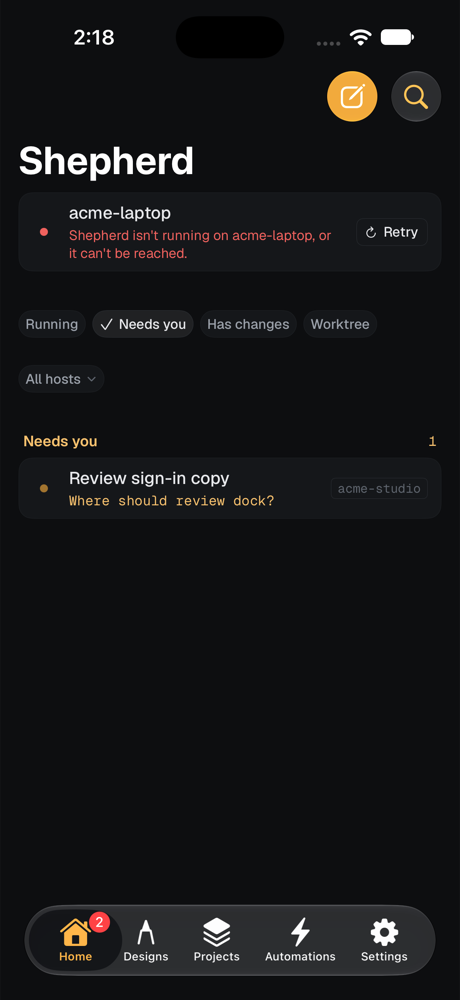 2:18
Shepherd
acme-laptop
Shepherd isn't running on acme-laptop, or
it can't be reached.
Retry
Running
Needs you
Has changes
Worktree
All hosts
Needs you
1
Review sign-in copy
Where should review dock?
acme-studio
2
Home
Designs
Projects
Automations
Settings